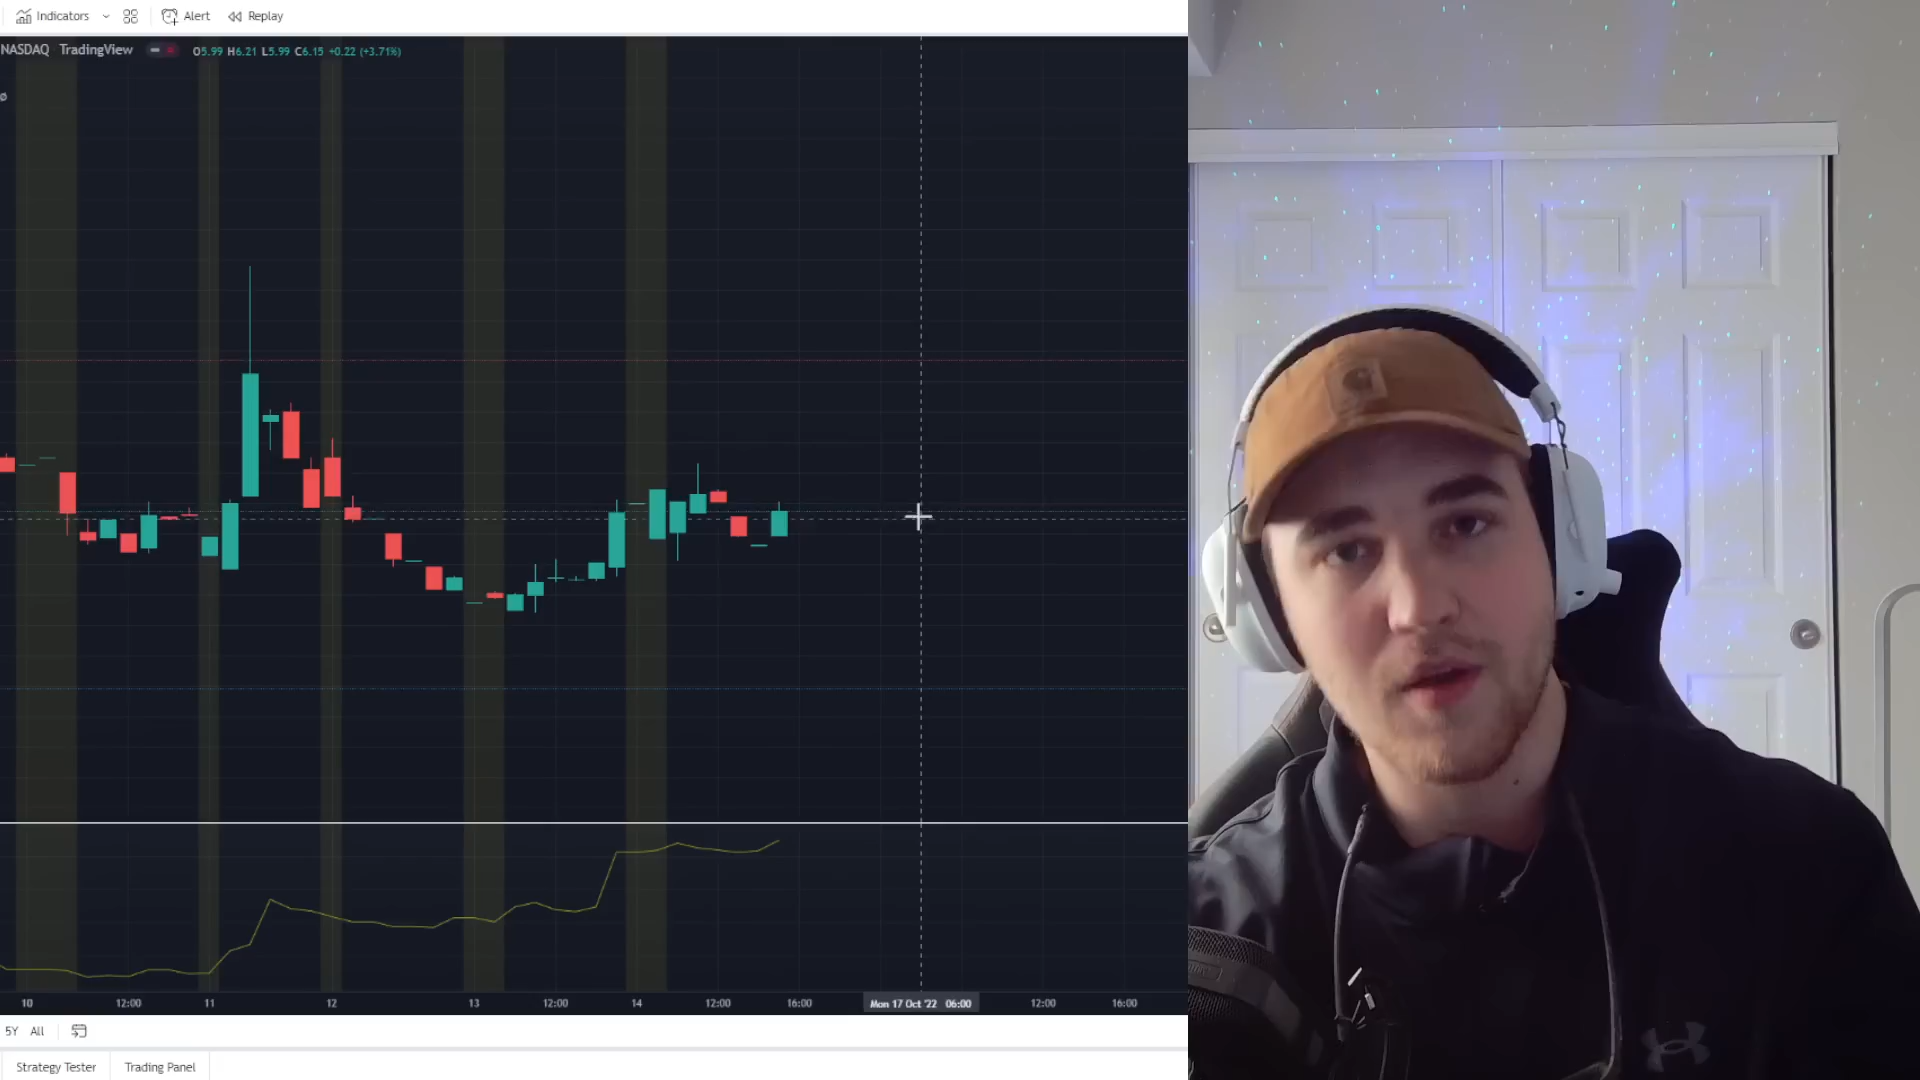 Indicators Alert Replay
NASDAQ TradingView O5.99 H6.21 L5.99 C6.15 +0.22 (+3.71%)
10 12:00 11 12 13 12:00 14 12:00 16:00 Mon 17 Oct '22 06:00 12:00 16:00
5Y All
Strategy Tester Trading Panel